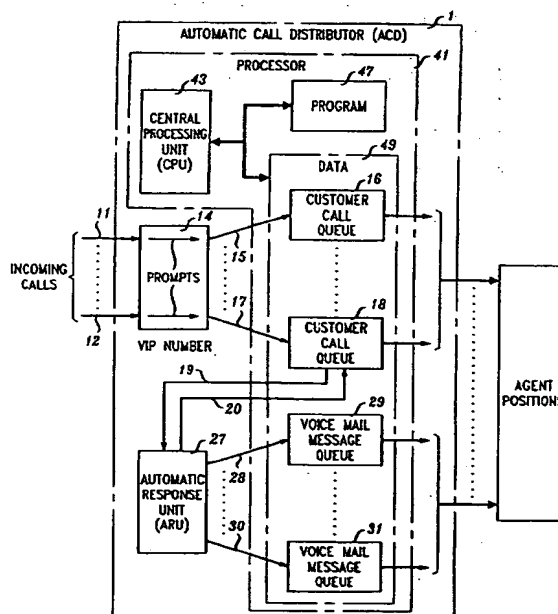 1
AUTOMATIC CALL DISTRIBUTOR (ACD)
41
PROCESSOR
43
47
CENTRAL
PROCESSING
UNIT
(CPU)
PROGRAM
49
DATA
16
CUSTOMER
CALL
QUEUE
11
14
15
INCOMING
CALLS
PROMPTS
12
VIP NUMBER
17
18
CUSTOMER
CALL
QUEUE
AGENT
POSITIONS
19
20
29
27
VOICE MAIL
MESSAGE
QUEUE
28
AUTOMATIC
RESPONSE
UNIT
(ARU)
30
31
VOICE MAIL
MESSAGE
QUEUE